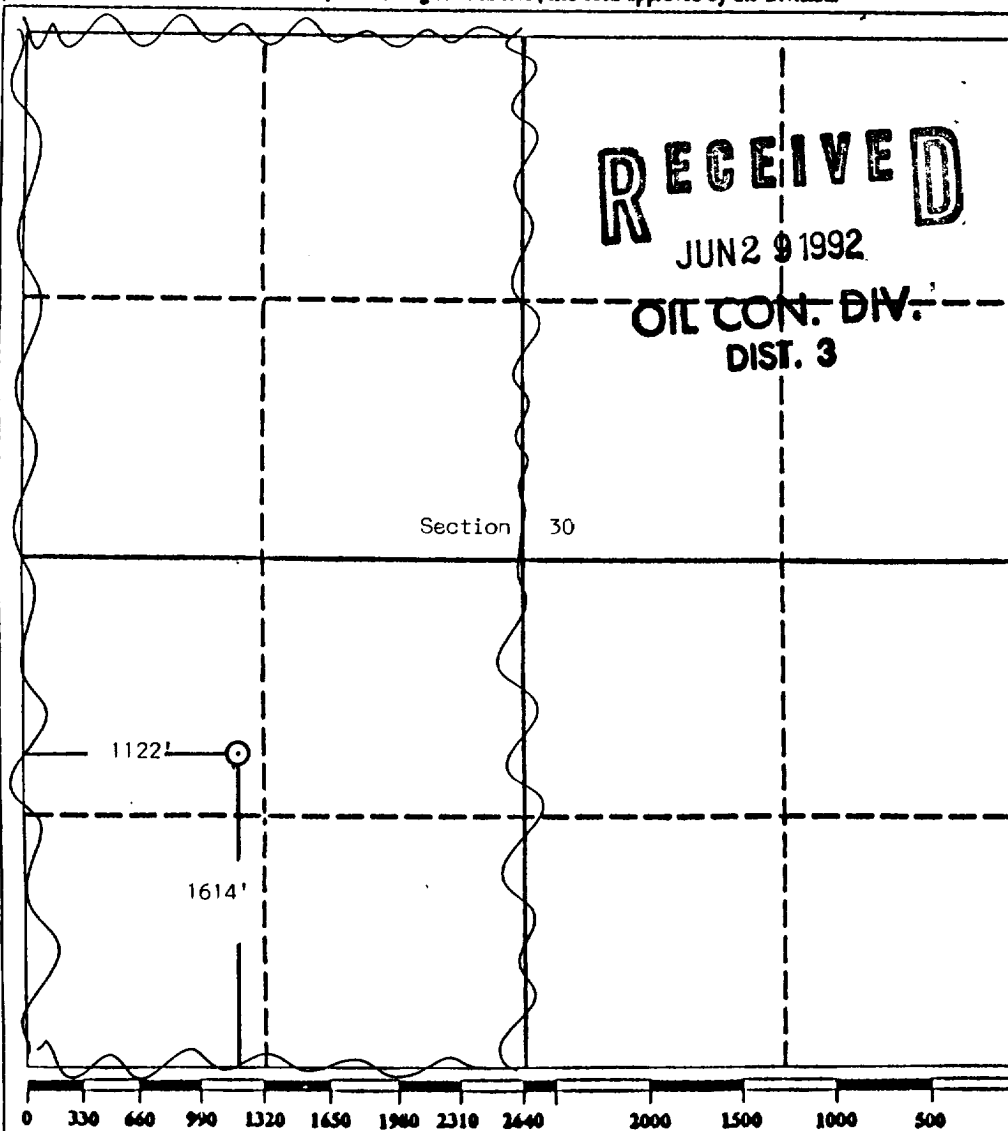 RECEIVED
JUN 29 1992
OIL CON. DIV.
DIST. 3
Section 30
1122'
1614'
0 330 660 990 1320 1650 1980 2310 2640 2000 1500 1000 500